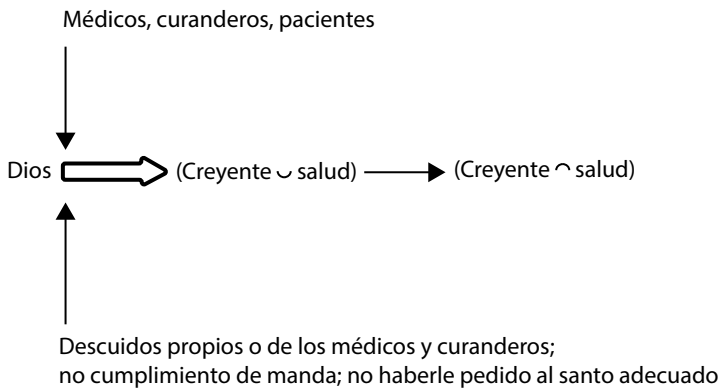 Médicos, curanderos, pacientes
Dios (Creyente ᴗ salud) (Creyente ᴖ salud)
Descuidos propios o de los médicos y curanderos;
no cumplimiento de manda; no haberle pedido al santo adecuado